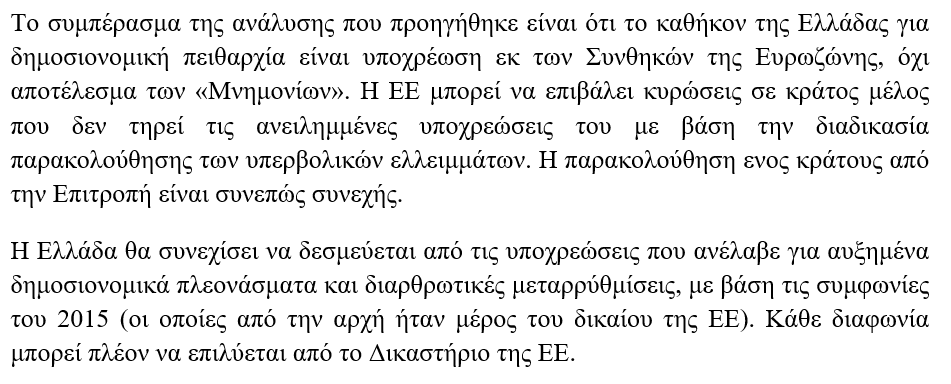 Το συμπέρασμα της ανάλυσης που προηγήθηκε είναι ότι το καθήκον της Ελλάδας για
δημοσιονομική πειθαρχία είναι υποχρέωση εκ των Συνθηκών της Ευρωζώνης, όχι
αποτέλεσμα των «Μνημονίων». Η ΕΕ μπορεί να επιβάλει κυρώσεις σε κράτος μέλος
που δεν τηρεί τις ανειλημμένες υποχρεώσεις του με βάση την διαδικασία
παρακολούθησης των υπερβολικών ελλειμμάτων. Η παρακολούθηση ενος κράτους από
την Επιτροπή είναι συνεπώς συνεχής.
Η Ελλάδα θα συνεχίσει να δεσμεύεται από τις υποχρεώσεις που ανέλαβε για αυξημένα
δημοσιονομικά πλεονάσματα και διαρθρωτικές μεταρρύθμίσεις, με βάση τις συμφωνίες
του 2015 (οι οποίες από την αρχή ήταν μέρος του δικαίου της ΕΕ). Κάθε διαφωνία
μπορεί πλέον να επιλύεται από το Δικαστήριο της ΕΕ.